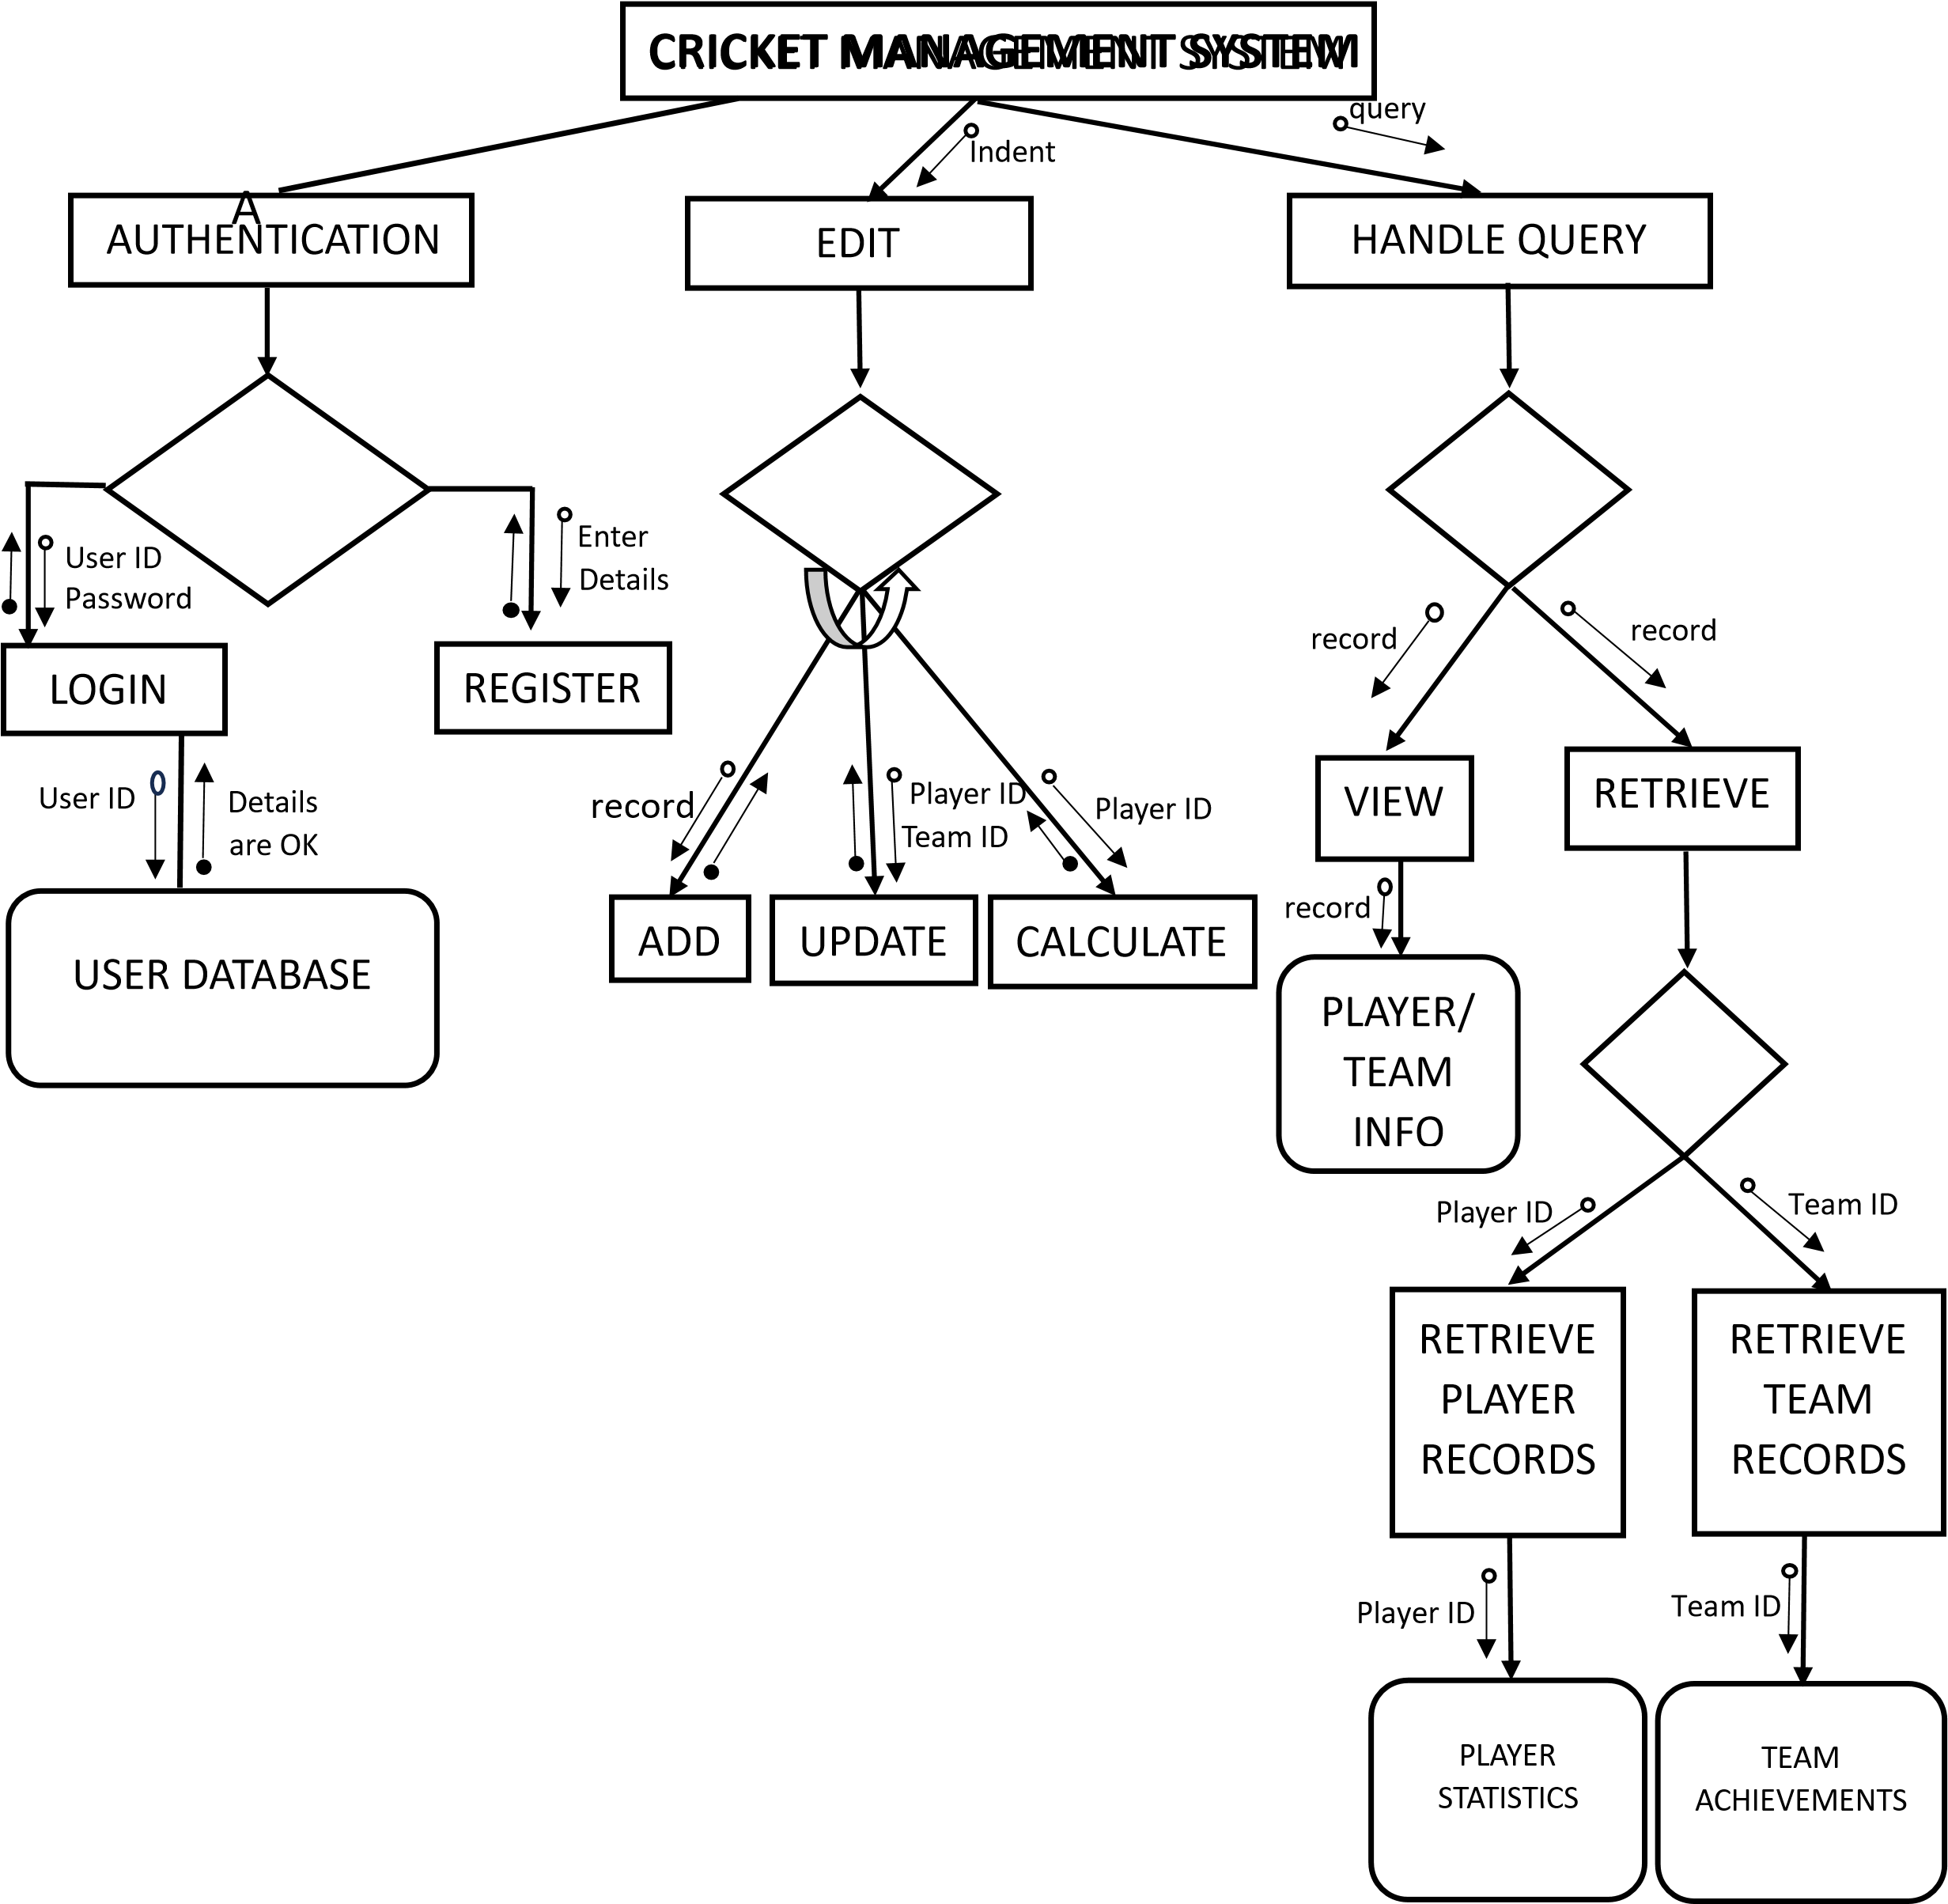 CRICKET MANAGEMENT SYSTEM
query
Indent
A
AUTHENTICATION
EDIT
HANDLE QUERY
User ID
Password
Enter
Details
record
record
LOGIN
REGISTER
VIEW
RETRIEVE
User ID
Details
are OK
record
Player ID
Team ID
Player ID
record
USER DATABASE
ADD
UPDATE
CALCULATE
PLAYER/
TEAM
INFO
Player ID
Team ID
RETRIEVE
PLAYER
RECORDS
RETRIEVE
TEAM
RECORDS
Player ID
Team ID
PLAYER
STATISTICS
TEAM
ACHIEVEMENTS